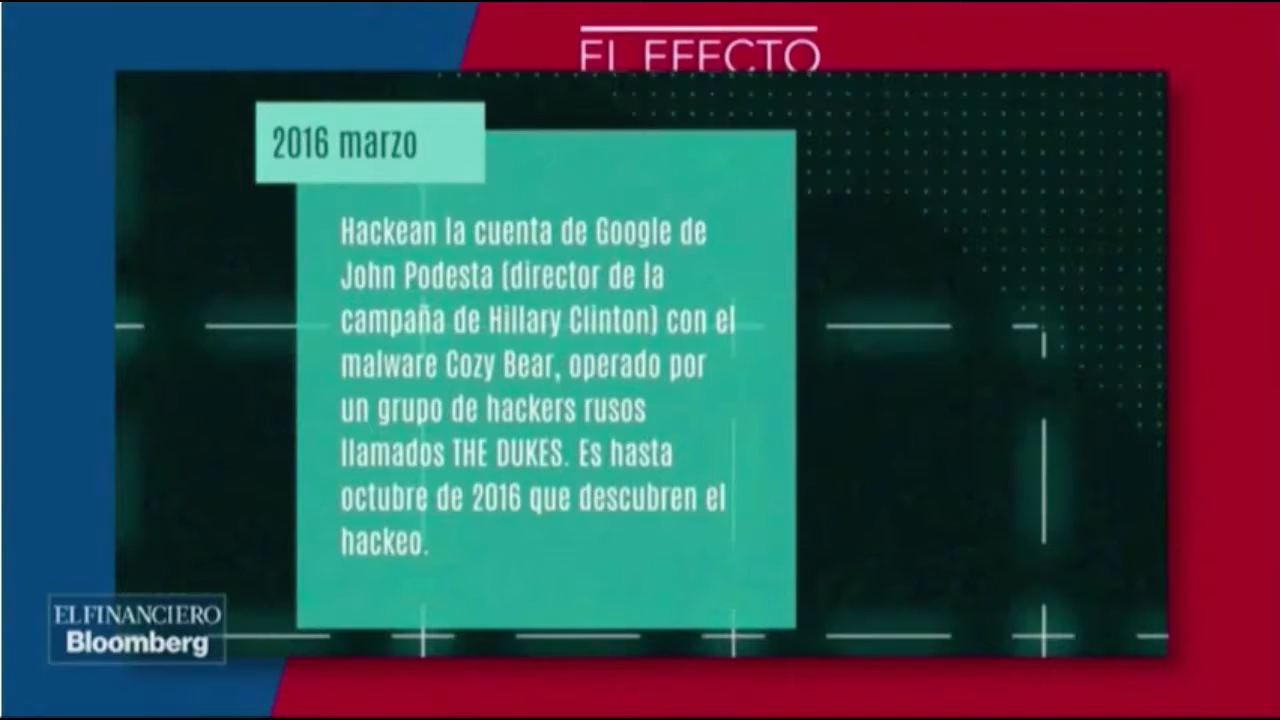 EL EFECTO
2016 marzo
Hackean la cuenta de Google de
John Podesta (director de la
campaña de Hillary Clinton) con el
malware Cozy Bear, operado por
un grupo de hackers rusos
llamados THE DUKES. Es hasta
octubre de 2016 que descubren el
hackeo.
EL FINANCIERO
Bloomberg